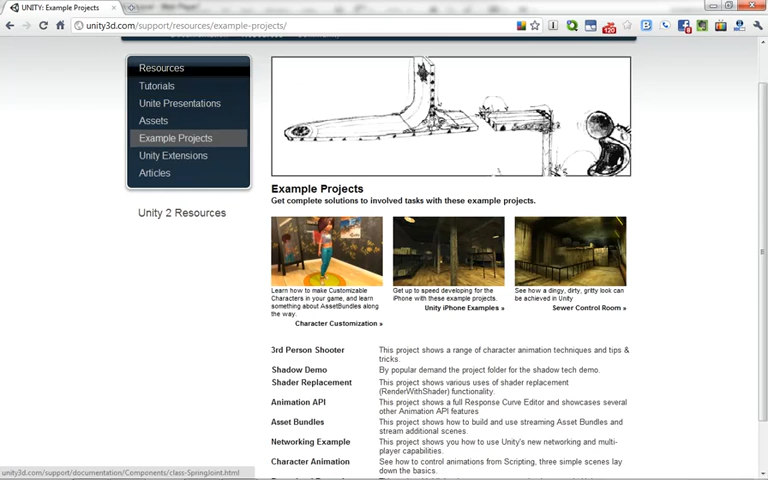 UNITY: Example Projects
unity3d.com/support/resources/example-projects/
120
8
Resources
Tutorials
Unite Presentations
Assets
Example Projects
Unity Extensions
Articles
Unity 2 Resources
Example Projects
Get complete solutions to involved tasks with these example projects.
Learn how to make Customizable
Characters in your game, and learn
something about AssetBundles along
the way.
Character Customization »
Get up to speed developing for the
iPhone with these example projects.
Unity iPhone Examples »
See how a dingy, dirty, gritty look can
be achieved in Unity
Sewer Control Room »
3rd Person Shooter This project shows a range of character animation techniques and tips &
tricks.
Shadow Demo By popular demand the project folder for the shadow tech demo.
Shader Replacement This project shows various uses of shader replacement
(RenderWithShader) functionality.
Animation API This project shows a full Response Curve Editor and showcases several
other Animation API features
Asset Bundles This project shows how to build and use streaming Asset Bundles and
stream additional scenes.
Networking Example This project shows you how to use Unity's new networking and multi-
player capabilities.
Character Animation See how to control animations from Scripting, three simple scenes lay
down the basics.
unity3d.com/support/documentation/Components/class-SpringJoint.html